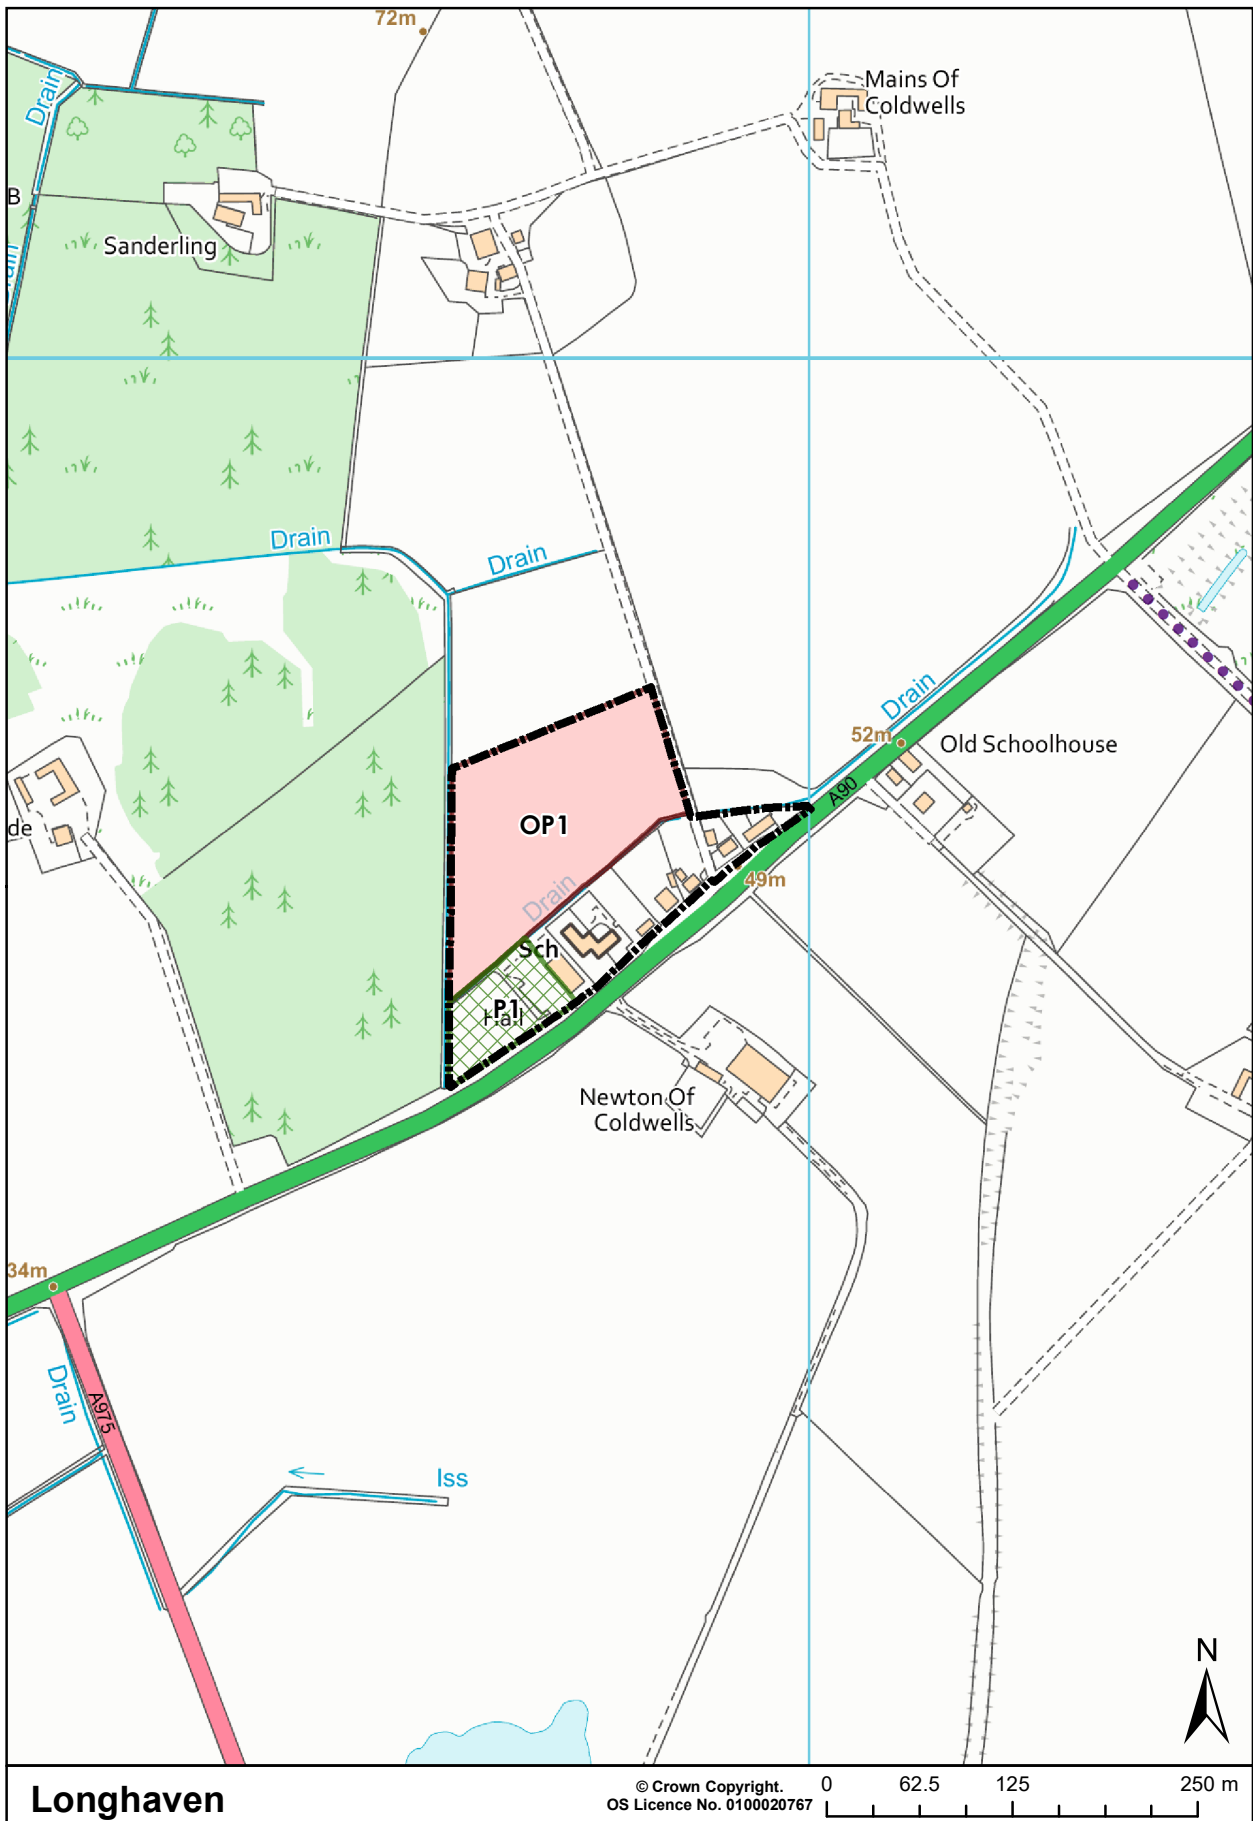 72m
Mains Of
Coldwells
Drain
B
Sanderling
Drain
Drain
Drain
OP1
Drain
52m
Old Schoolhouse
A90
de
49m
Drain
Sch
P1
Hall
Newton Of
Coldwells
34m
Drain
A975
Iss
N
Longhaven
© Crown Copyright.
OS Licence No. 0100020767
0 62.5 125 250 m